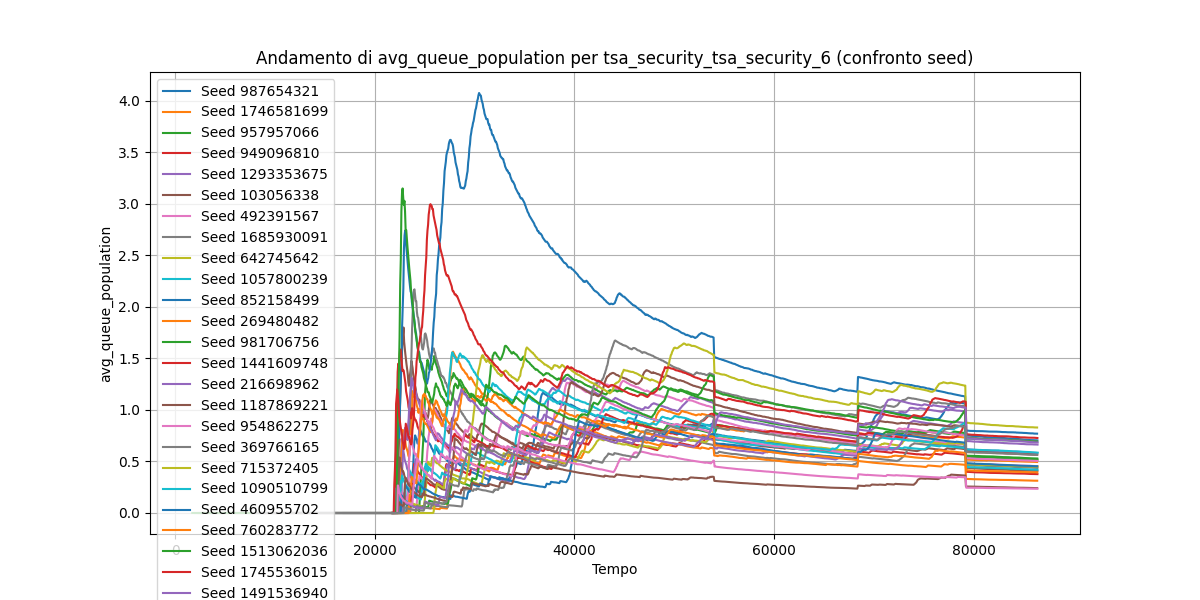 Andamento di avg_queue_population per tsa_security_tsa_security_6 (confronto seed)
avg_queue_population
4.0
3.5
3.0
2.5
2.0
1.5
1.0
0.5
0.0
Seed 987654321
Seed 1746581699
Seed 957957066
Seed 949096810
Seed 1293353675
Seed 103056338
Seed 492391567
Seed 1685930091
Seed 642745642
Seed 1057800239
Seed 852158499
Seed 269480482
Seed 981706756
Seed 1441609748
Seed 216698962
Seed 1187869221
Seed 954862275
Seed 369766165
Seed 715372405
Seed 1090510799
Seed 460955702
Seed 760283772
Seed 1513062036
Seed 1745536015
Seed 1491536940
0 20000 40000 60000 80000
Tempo